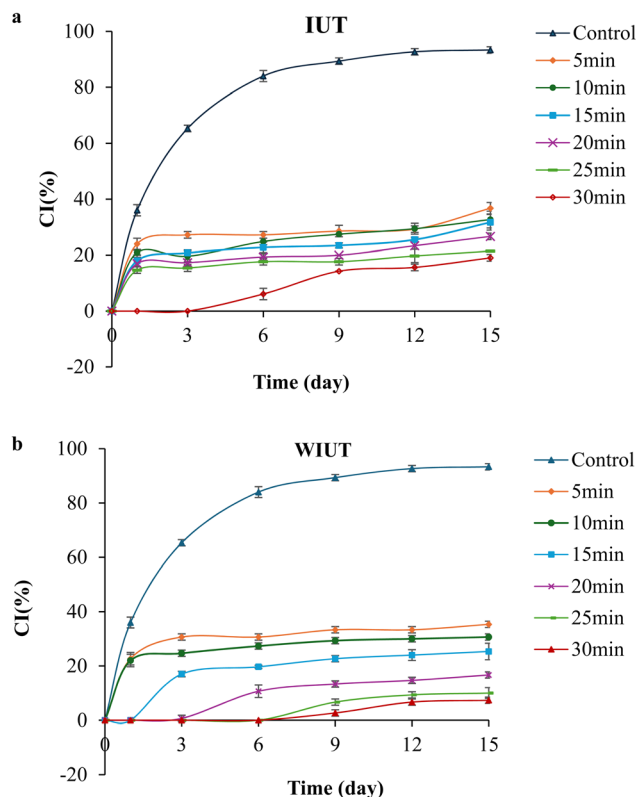 a
IUT
100
80
60
40
20
0
-20
CI(%)
0 3 6 9 12 15
Time (day)
Control
5min
10min
15min
20min
25min
30min
b
WIUT
100
80
60
40
20
0
-20
CI(%)
0 3 6 9 12 15
Time (day)
Control
5min
10min
15min
20min
25min
30min